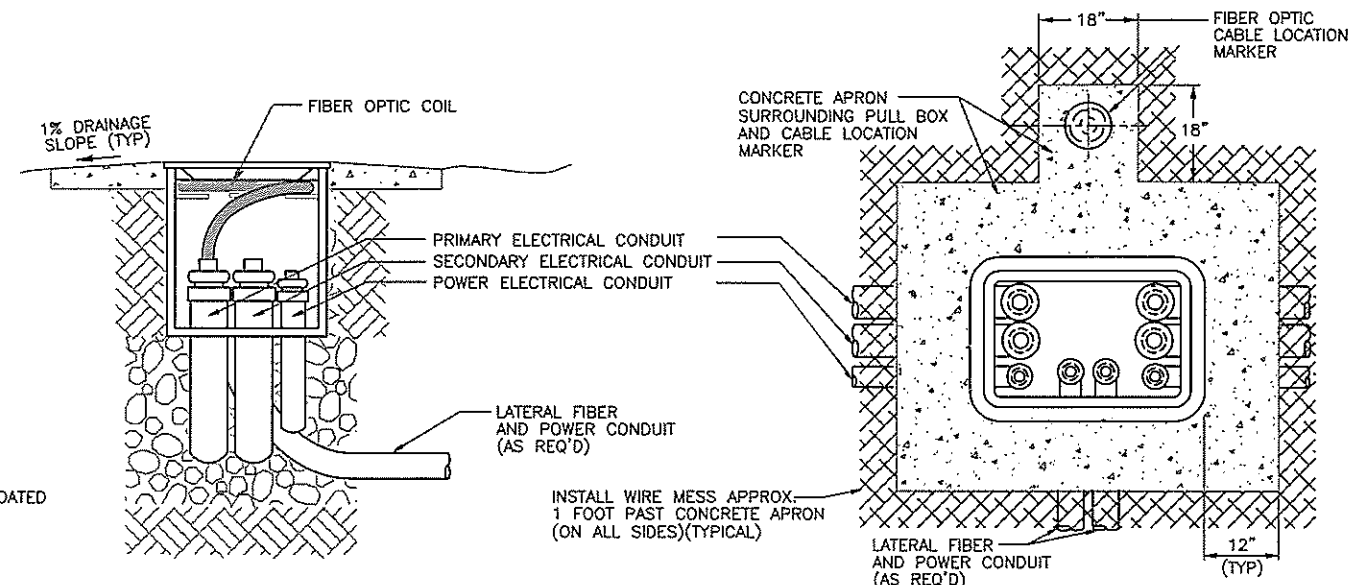 1% DRAINAGE
SLOPE (TYP)
FIBER OPTIC COIL
PRIMARY ELECTRICAL CONDUIT
SECONDARY ELECTRICAL CONDUIT
POWER ELECTRICAL CONDUIT
LATERAL FIBER
AND POWER CONDUIT
(AS REQ'D)
OATED
18"
FIBER OPTIC
CABLE LOCATION
MARKER
CONCRETE APRON
SURROUNDING PULL BOX
AND CABLE LOCATION
MARKER
18"
INSTALL WIRE MESS APPROX.
1 FOOT PAST CONCRETE APRON
(ON ALL SIDES)(TYPICAL)
LATERAL FIBER
AND POWER CONDUIT
(AS REQ'D)
12"
(TYP)